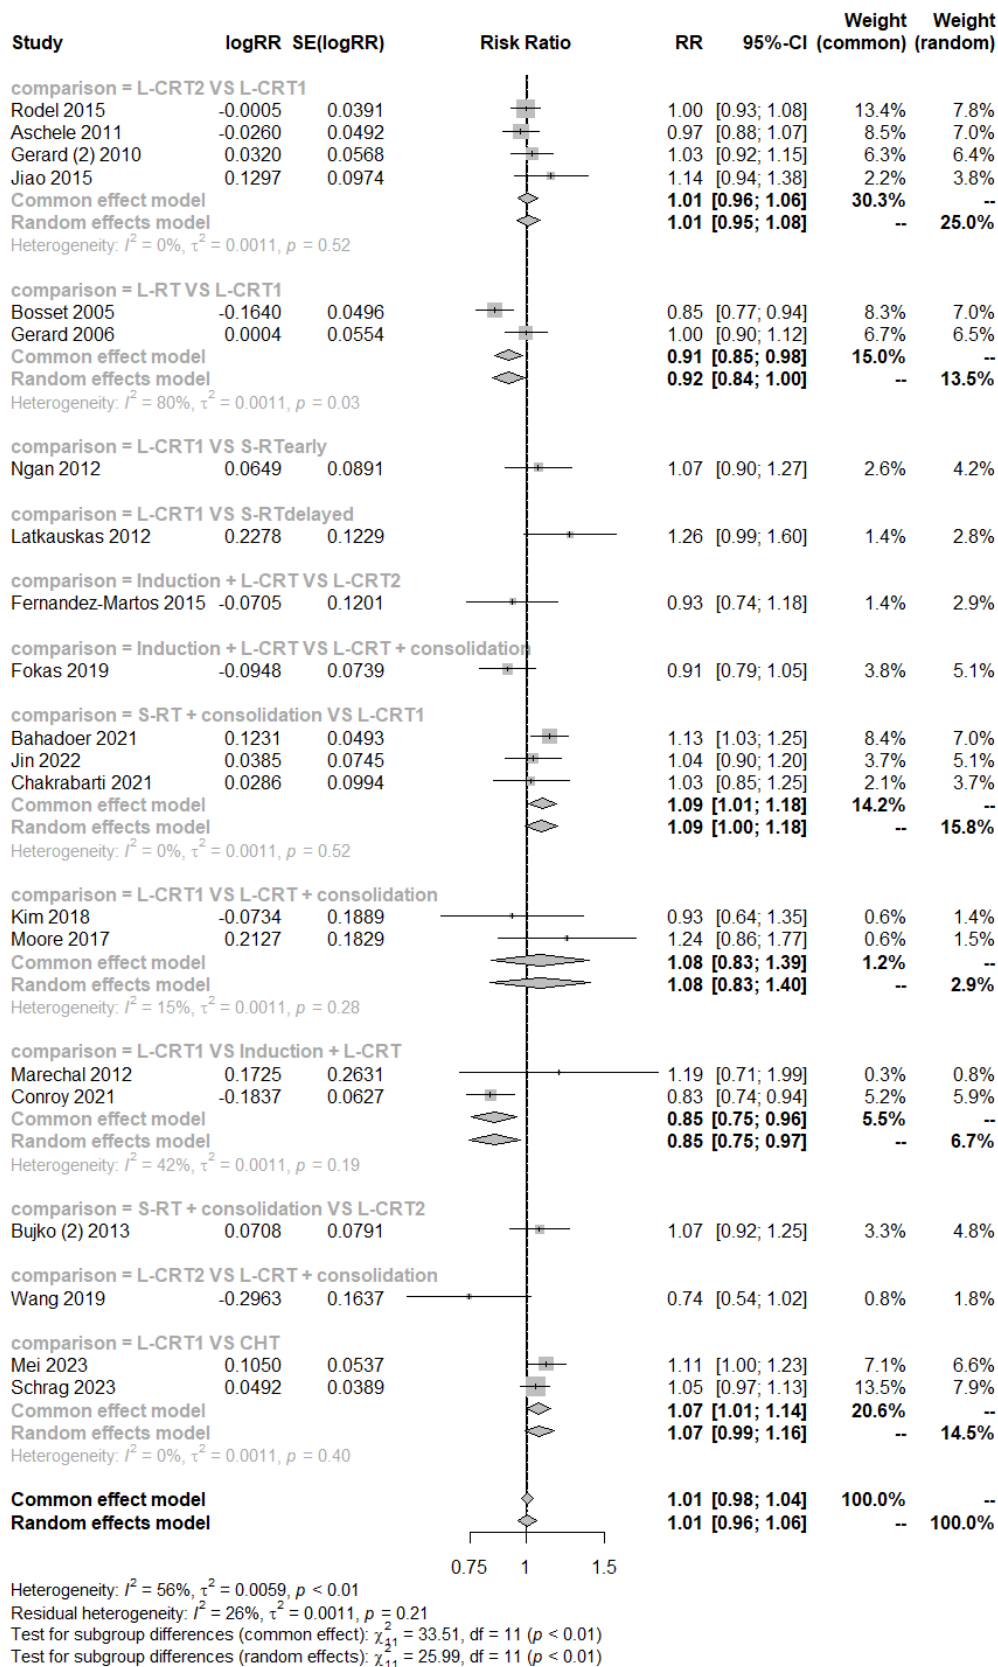 Weight Weight
Study logRR SE(logRR) Risk Ratio RR 95%-CI (common) (random)
comparison = L-CRT2 VS L-CRT1
Rodel 2015 -0.0005 0.0391 1.00 [0.93; 1.08] 13.4% 7.8%
Aschele 2011 -0.0260 0.0492 0.97 [0.88; 1.07] 8.5% 7.0%
Gerard (2) 2010 0.0320 0.0568 1.03 [0.92; 1.15] 6.3% 6.4%
Jiao 2015 0.1297 0.0974 1.14 [0.94; 1.38] 2.2% 3.8%
Common effect model 1.01 [0.96; 1.06] 30.3% --
Random effects model 1.01 [0.95; 1.08] -- 25.0%
Heterogeneity: I² = 0%, τ² = 0.0011, p = 0.52
comparison = L-RT VS L-CRT1
Bosset 2005 -0.1640 0.0496 0.85 [0.77; 0.94] 8.3% 7.0%
Gerard 2006 0.0004 0.0554 1.00 [0.90; 1.12] 6.7% 6.5%
Common effect model 0.91 [0.85; 0.98] 15.0% --
Random effects model 0.92 [0.84; 1.00] -- 13.5%
Heterogeneity: I² = 80%, τ² = 0.0011, p = 0.03
comparison = L-CRT1 VS S-RTearly
Ngan 2012 0.0649 0.0891 1.07 [0.90; 1.27] 2.6% 4.2%
comparison = L-CRT1 VS S-RTdelayed
Latkauskas 2012 0.2278 0.1229 1.26 [0.99; 1.60] 1.4% 2.8%
comparison = Induction + L-CRT VS L-CRT2
Fernandez-Martos 2015 -0.0705 0.1201 0.93 [0.74; 1.18] 1.4% 2.9%
comparison = Induction + L-CRT VS L-CRT + consolidation
Fokas 2019 -0.0948 0.0739 0.91 [0.79; 1.05] 3.8% 5.1%
comparison = S-RT + consolidation VS L-CRT1
Bahadoer 2021 0.1231 0.0493 1.13 [1.03; 1.25] 8.4% 7.0%
Jin 2022 0.0385 0.0745 1.04 [0.90; 1.20] 3.7% 5.1%
Chakrabarti 2021 0.0286 0.0994 1.03 [0.85; 1.25] 2.1% 3.7%
Common effect model 1.09 [1.01; 1.18] 14.2% --
Random effects model 1.09 [1.00; 1.18] -- 15.8%
Heterogeneity: I² = 0%, τ² = 0.0011, p = 0.52
comparison = L-CRT1 VS L-CRT + consolidation
Kim 2018 -0.0734 0.1889 0.93 [0.64; 1.35] 0.6% 1.4%
Moore 2017 0.2127 0.1829 1.24 [0.86; 1.77] 0.6% 1.5%
Common effect model 1.08 [0.83; 1.39] 1.2% --
Random effects model 1.08 [0.83; 1.40] -- 2.9%
Heterogeneity: I² = 15%, τ² = 0.0011, p = 0.28
comparison = L-CRT1 VS Induction + L-CRT
Marechal 2012 0.1725 0.2631 1.19 [0.71; 1.99] 0.3% 0.8%
Conroy 2021 -0.1837 0.0627 0.83 [0.74; 0.94] 5.2% 5.9%
Common effect model 0.85 [0.75; 0.96] 5.5% --
Random effects model 0.85 [0.75; 0.97] -- 6.7%
Heterogeneity: I² = 42%, τ² = 0.0011, p = 0.19
comparison = S-RT + consolidation VS L-CRT2
Bujko (2) 2013 0.0708 0.0791 1.07 [0.92; 1.25] 3.3% 4.8%
comparison = L-CRT2 VS L-CRT + consolidation
Wang 2019 -0.2963 0.1637 0.74 [0.54; 1.02] 0.8% 1.8%
comparison = L-CRT1 VS CHT
Mei 2023 0.1050 0.0537 1.11 [1.00; 1.23] 7.1% 6.6%
Schrag 2023 0.0492 0.0389 1.05 [0.97; 1.13] 13.5% 7.9%
Common effect model 1.07 [1.01; 1.14] 20.6% --
Random effects model 1.07 [0.99; 1.16] -- 14.5%
Heterogeneity: I² = 0%, τ² = 0.0011, p = 0.40
Common effect model 1.01 [0.98; 1.04] 100.0% --
Random effects model 1.01 [0.96; 1.06] -- 100.0%
0.75 1 1.5
Heterogeneity: I² = 56%, τ² = 0.0059, p < 0.01
Residual heterogeneity: I² = 26%, τ² = 0.0011, p = 0.21
Test for subgroup differences (common effect): χ²₁₁ = 33.51, df = 11 (p < 0.01)
Test for subgroup differences (random effects): χ²₁₁ = 25.99, df = 11 (p < 0.01)